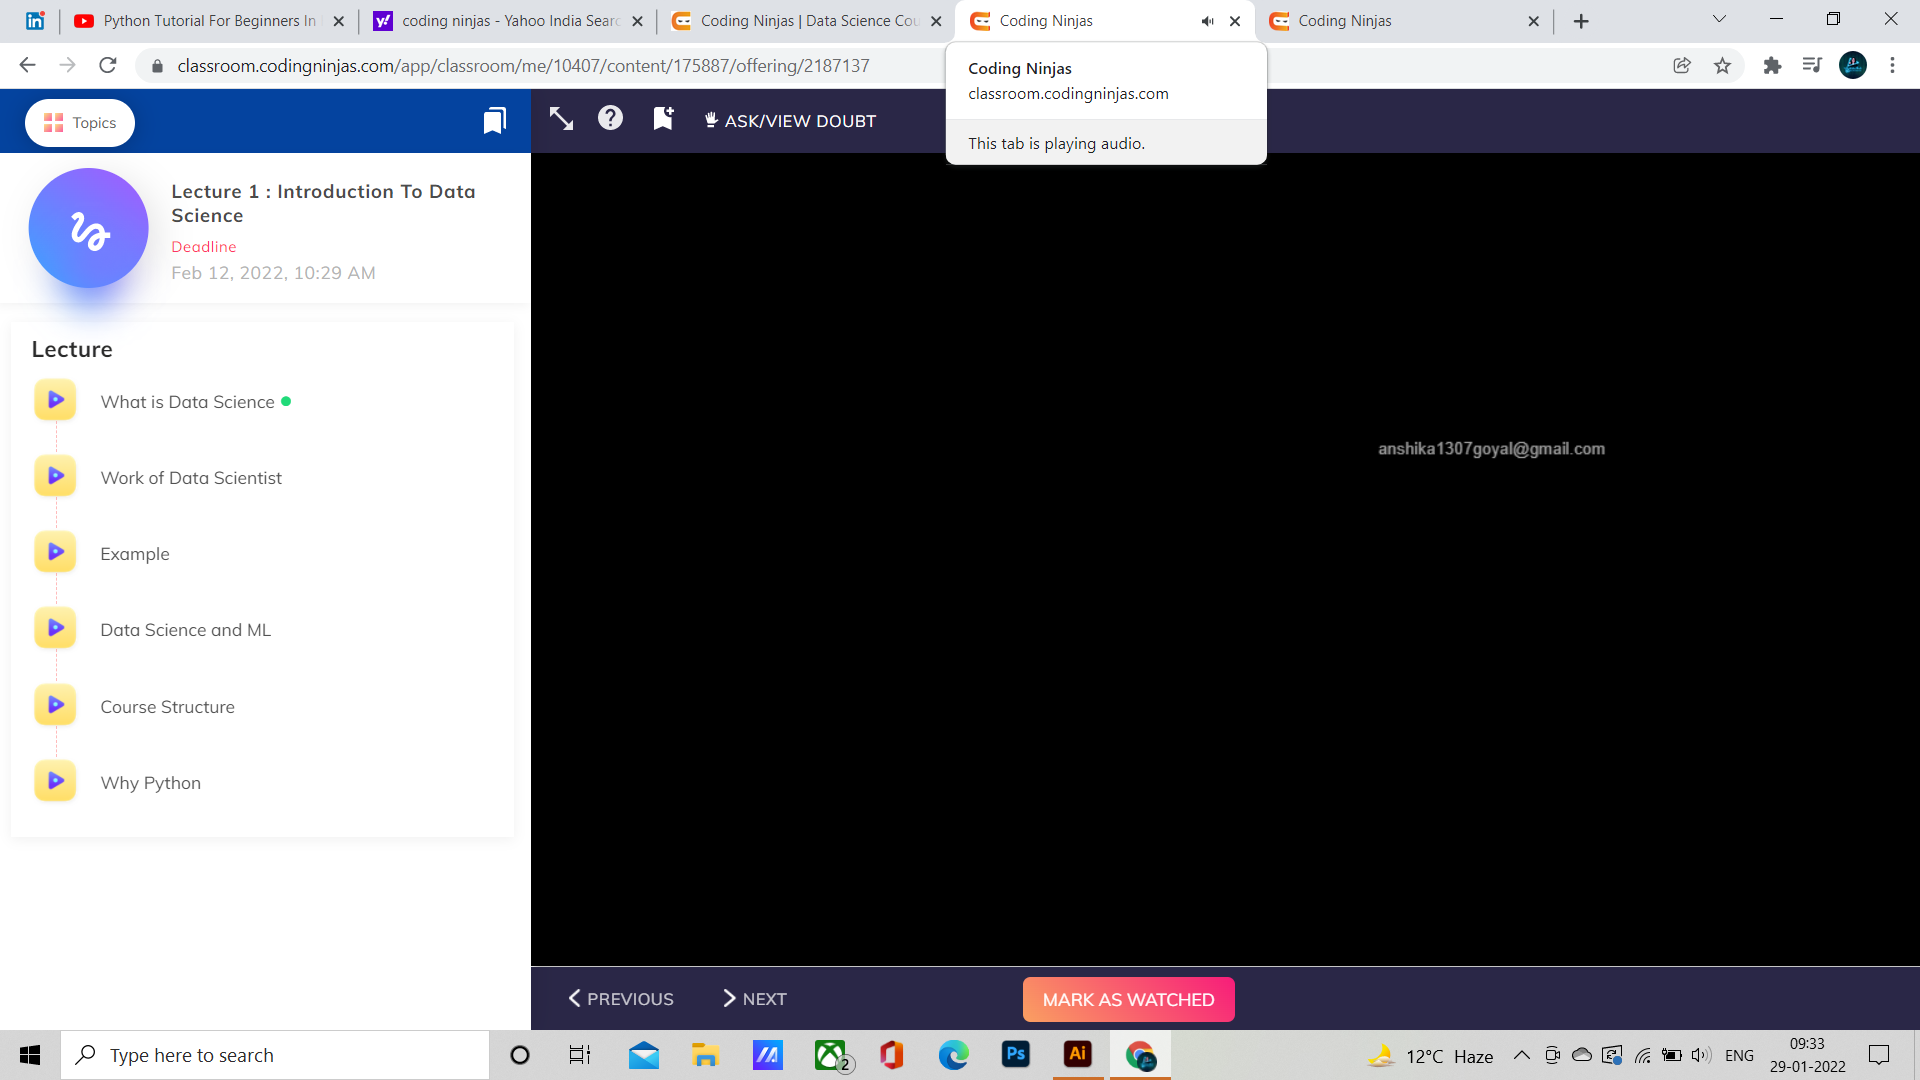 Python Tutorial For Beginners In
coding ninjas - Yahoo India Searc
Coding Ninjas | Data Science Cou
Coding Ninjas
Coding Ninjas
classroom.codingninjas.com/app/classroom/me/10407/content/175887/offering/2187137
Coding Ninjas
classroom.codingninjas.com
This tab is playing audio.
Topics
ASK/VIEW DOUBT
Lecture 1 : Introduction To Data
Science
Deadline
Feb 12, 2022, 10:29 AM
Lecture
What is Data Science
Work of Data Scientist
Example
Data Science and ML
Course Structure
Why Python
anshika1307goyal@gmail.com
PREVIOUS
NEXT
MARK AS WATCHED
Type here to search
2
Ps
Ai
12°C Haze
ENG
09:33
29-01-2022